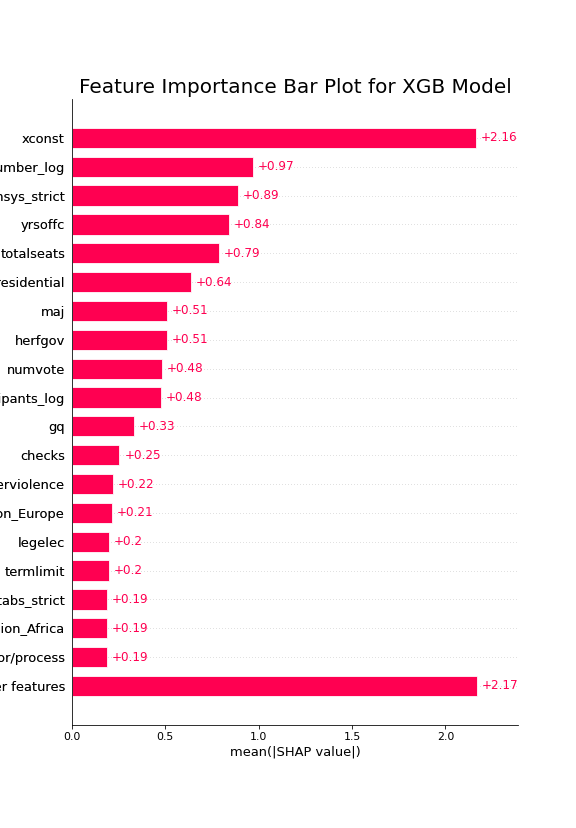 Feature Importance Bar Plot for XGB Model
xconst +2.16
umber_log +0.97
nsys_strict +0.89
yrsoffc +0.84
totalseats +0.79
residential +0.64
maj +0.51
herfgov +0.51
numvote +0.48
ipants_log +0.48
gq +0.33
checks +0.25
erviolence +0.22
on_Europe +0.21
legelec +0.2
termlimit +0.2
tabs_strict +0.19
ion_Africa +0.19
or/process +0.19
er features +2.17
0.0 0.5 1.0 1.5 2.0
mean(|SHAP value|)